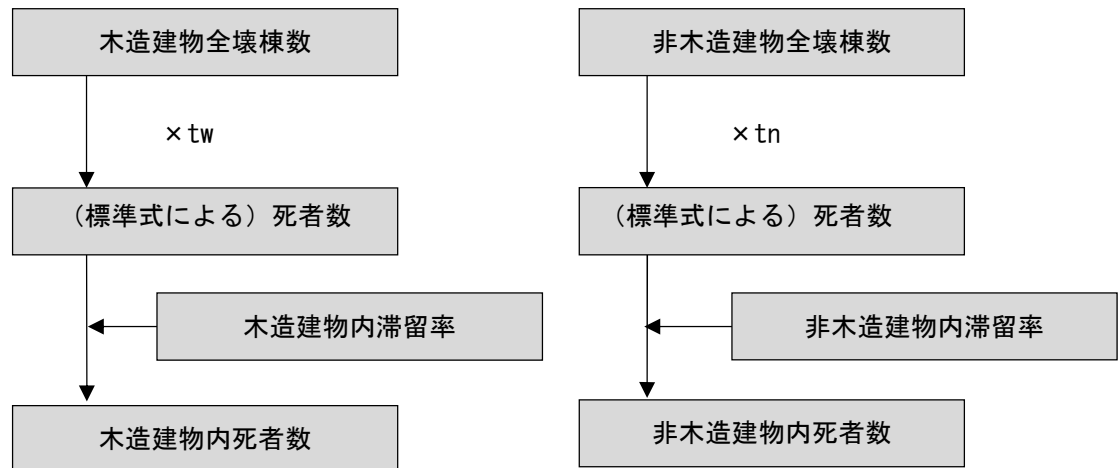 木造建物全壊棟数
非木造建物全壊棟数
×tw
×tn
（標準式による）死者数
（標準式による）死者数
木造建物内滞留率
非木造建物内滞留率
木造建物内死者数
非木造建物内死者数